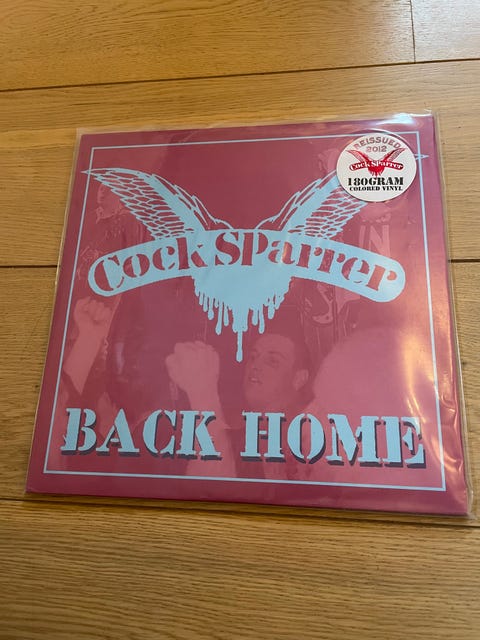 REISSUED
2012
Cock Sparrer
180GRAM
COLORED VINYL
Cock Sparrer
BACK HOME